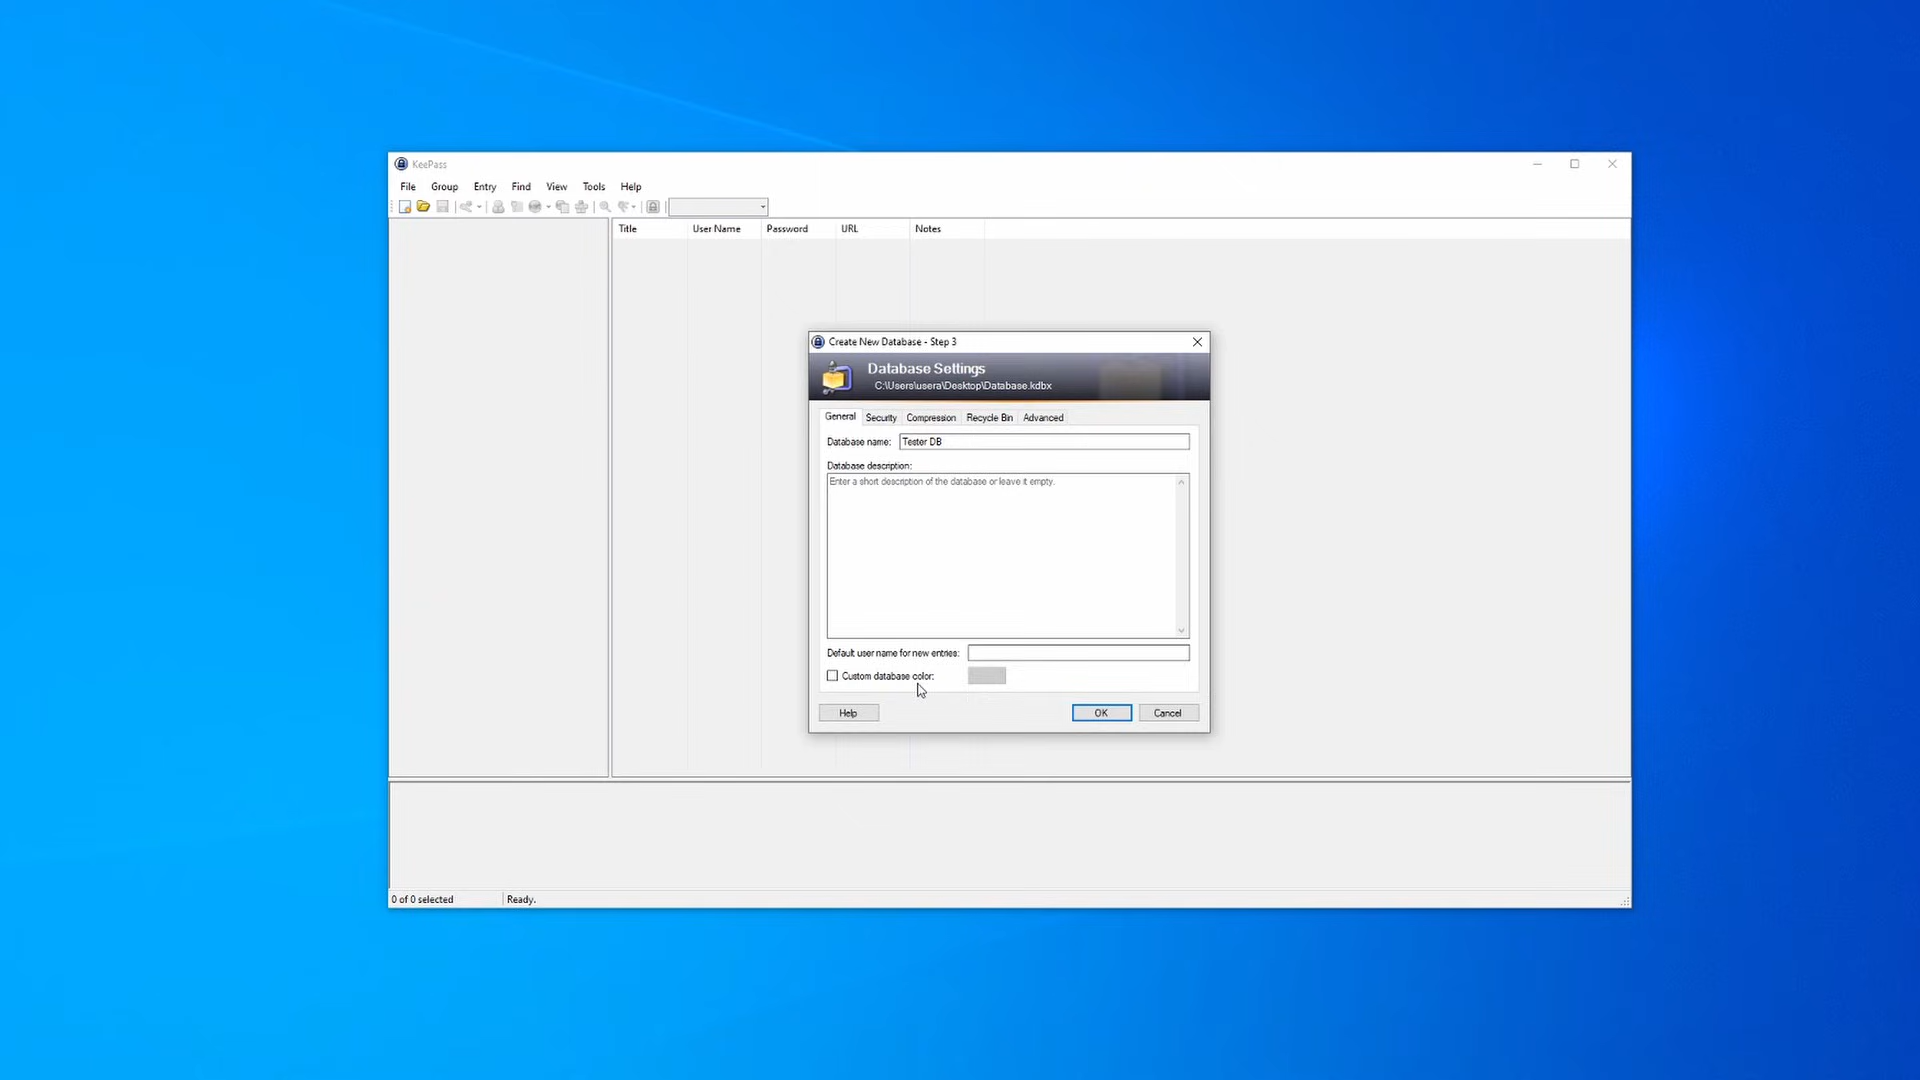 KeePass
File Group Entry Find View Tools Help
Title User Name Password URL Notes
Create New Database - Step 3
Database Settings
C:\Users\usera\Desktop\Database.kdbx
General Security Compression Recycle Bin Advanced
Database name: Tester DB
Database description:
Enter a short description of the database or leave it empty.
Default user name for new entries:
Custom database color:
Help OK Cancel
0 of 0 selected Ready.